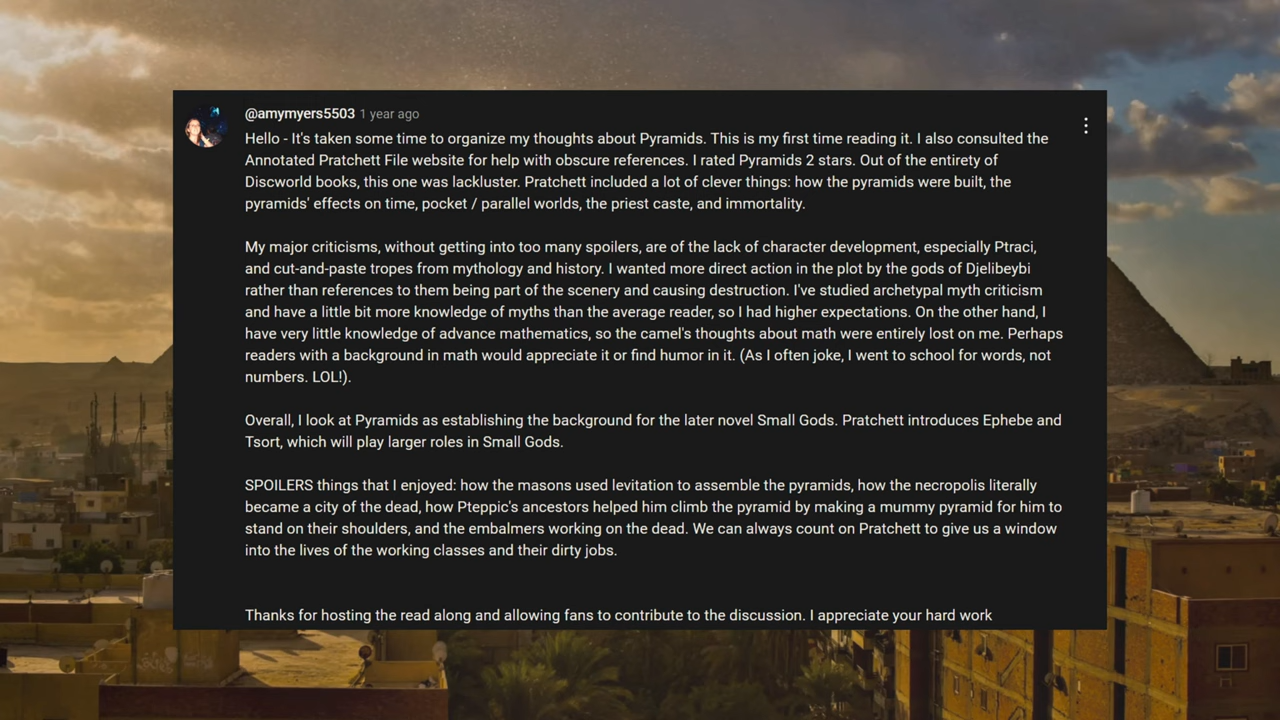 @amymyers5503 1 year ago
Hello - It's taken some time to organize my thoughts about Pyramids. This is my first time reading it. I also consulted the
Annotated Pratchett File website for help with obscure references. I rated Pyramids 2 stars. Out of the entirety of
Discworld books, this one was lackluster. Pratchett included a lot of clever things: how the pyramids were built, the
pyramids' effects on time, pocket / parallel worlds, the priest caste, and immortality.
My major criticisms, without getting into too many spoilers, are of the lack of character development, especially Ptraci,
and cut-and-paste tropes from mythology and history. I wanted more direct action in the plot by the gods of Djelibeybi
rather than references to them being part of the scenery and causing destruction. I've studied archetypal myth criticism
and have a little bit more knowledge of myths than the average reader, so I had higher expectations. On the other hand, I
have very little knowledge of advance mathematics, so the camel's thoughts about math were entirely lost on me. Perhaps
readers with a background in math would appreciate it or find humor in it. (As I often joke, I went to school for words, not
numbers. LOL!).
Overall, I look at Pyramids as establishing the background for the later novel Small Gods. Pratchett introduces Ephebe and
Tsort, which will play larger roles in Small Gods.
SPOILERS things that I enjoyed: how the masons used levitation to assemble the pyramids, how the necropolis literally
became a city of the dead, how Pteppic's ancestors helped him climb the pyramid by making a mummy pyramid for him to
stand on their shoulders, and the embalmers working on the dead. We can always count on Pratchett to give us a window
into the lives of the working classes and their dirty jobs.
Thanks for hosting the read along and allowing fans to contribute to the discussion. I appreciate your hard work